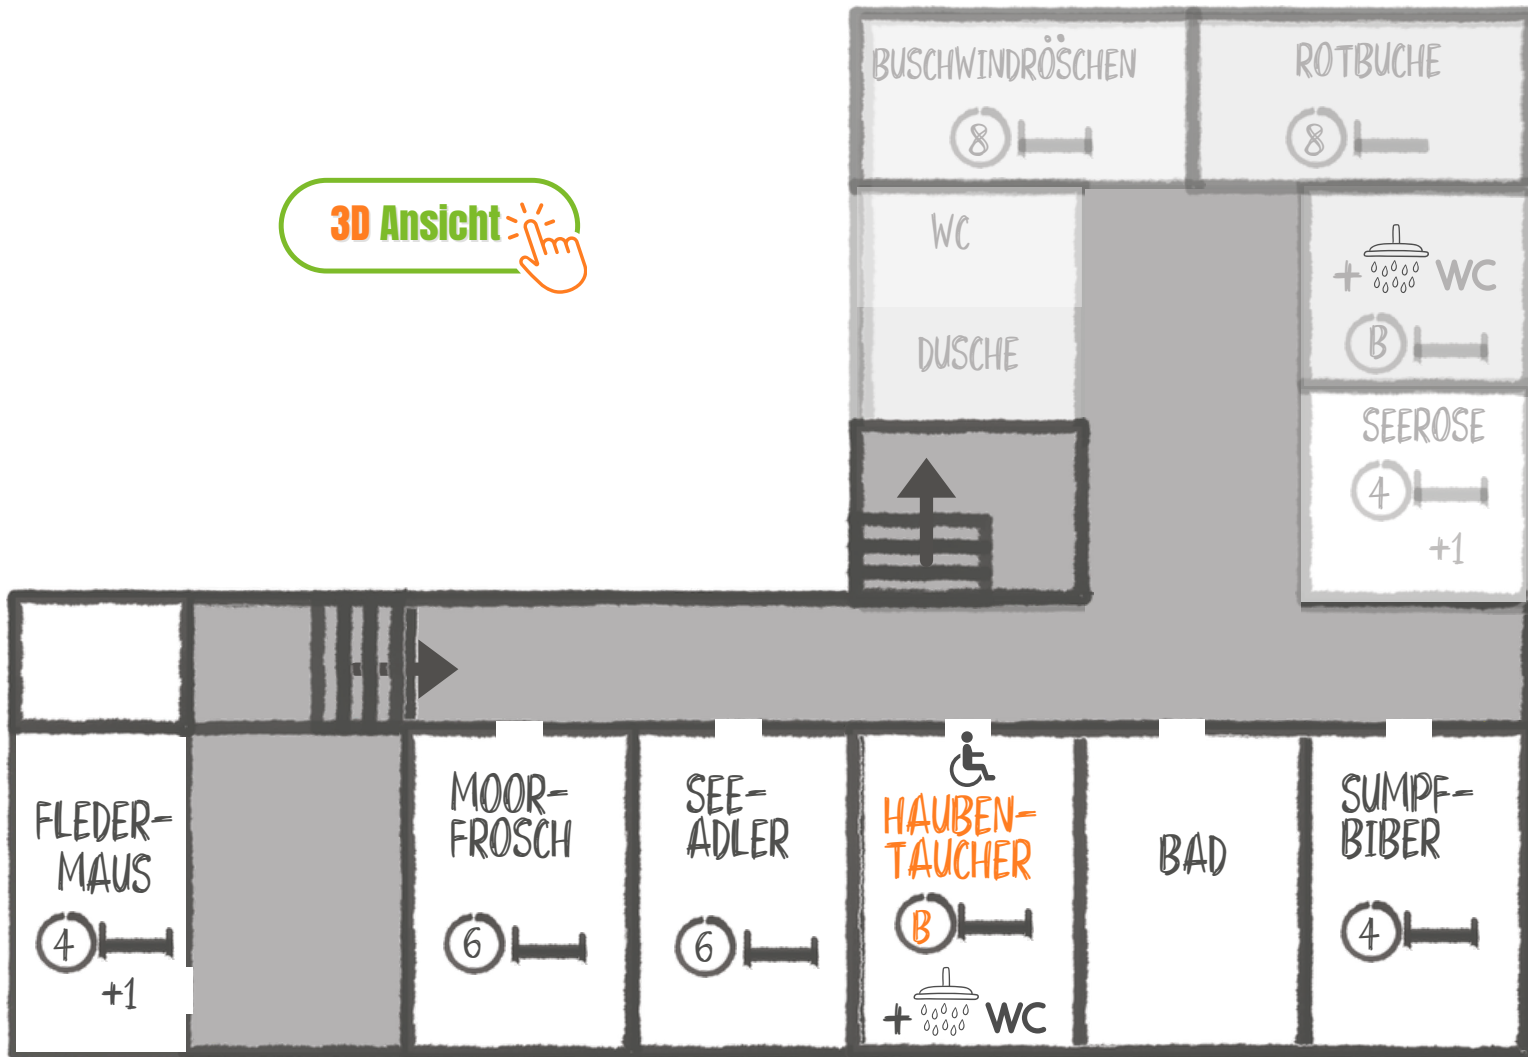 BUSCHWINDRÖSCHEN
8
ROTBUCHE
8
3D Ansicht
WC
DUSCHE
+ WC
B
SEEROSE
4
+1
FLEDER-
MAUS
4
+1
MOOR-
FROSCH
6
SEE-
ADLER
6
HAUBEN-
TAUCHER
B
+ WC
BAD
SUMPF-
BIBER
4